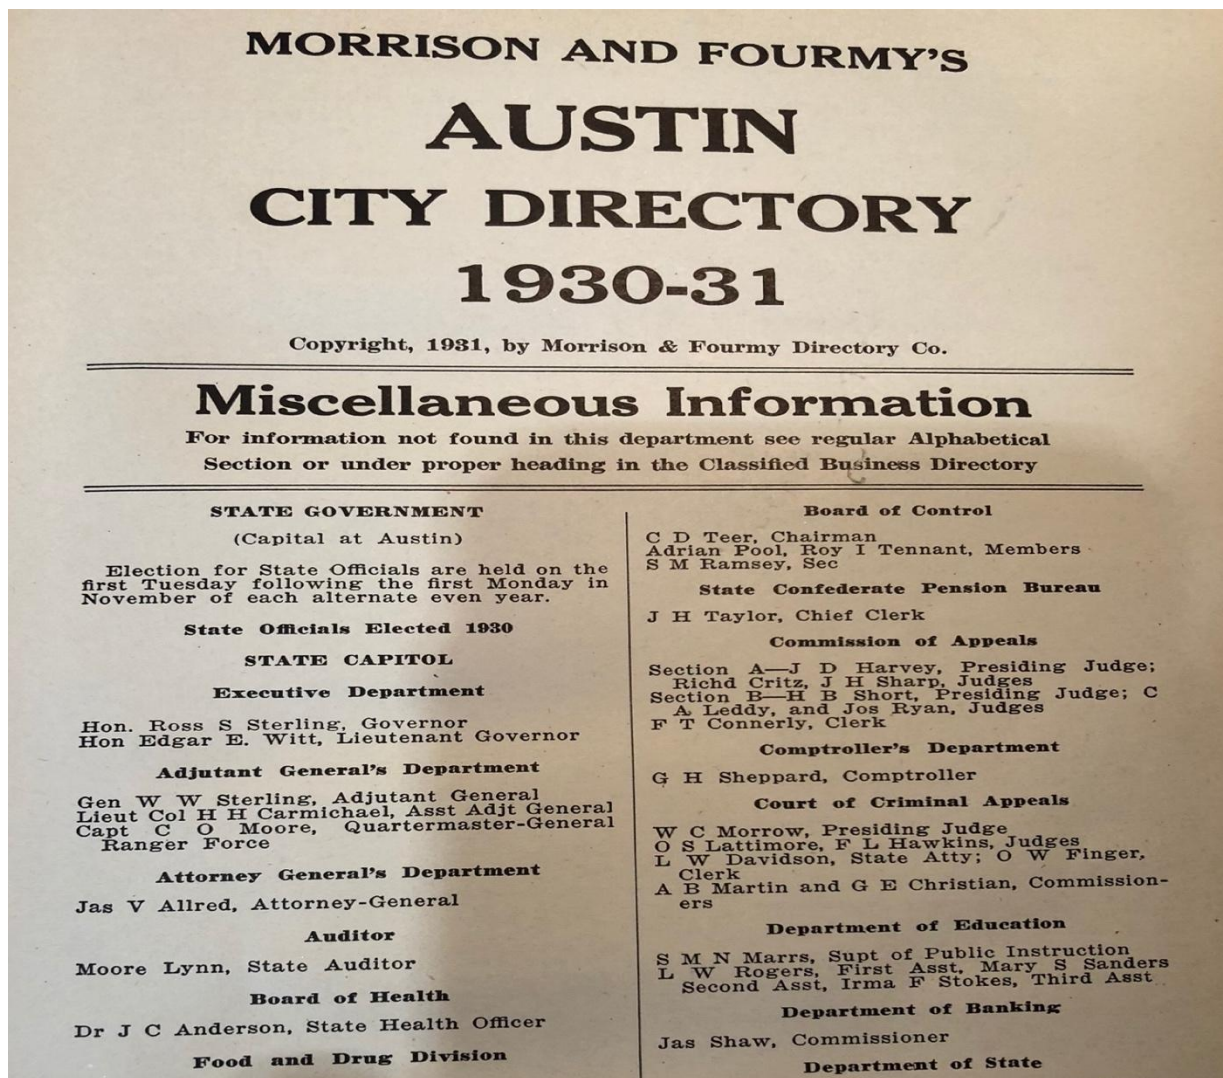 MORRISON AND FOURMY'S
AUSTIN
CITY DIRECTORY
1930-31
Copyright, 1931, by Morrison & Fourmy Directory Co.
Miscellaneous Information
For information not found in this department see regular Alphabetical
Section or under proper heading in the Classified Business Directory
STATE GOVERNMENT
(Capital at Austin)
Election for State Officials are held on the
first Tuesday following the first Monday in
November of each alternate even year.
State Officials Elected 1930
STATE CAPITOL
Executive Department
Hon. Ross S Sterling, Governor
Hon Edgar E. Witt, Lieutenant Governor
Adjutant General's Department
Gen W W Sterling, Adjutant General
Lieut Col H H Carmichael, Asst Adjt General
Capt C O Moore, Quartermaster-General
Ranger Force
Attorney General's Department
Jas V Allred, Attorney-General
Auditor
Moore Lynn, State Auditor
Board of Health
Dr J C Anderson, State Health Officer
Food and Drug Division
Board of Control
C D Teer, Chairman
Adrian Pool, Roy I Tennant, Members
S M Ramsey, Sec
State Confederate Pension Bureau
J H Taylor, Chief Clerk
Commission of Appeals
Section A—J D Harvey, Presiding Judge;
Richd Critz, J H Sharp, Judges
Section B—H B Short, Presiding Judge; C
A Leddy, and Jos Ryan, Judges
F T Connerly, Clerk
Comptroller's Department
G H Sheppard, Comptroller
Court of Criminal Appeals
W C Morrow, Presiding Judge
O S Lattimore, F L Hawkins, Judges
L W Davidson, State Atty; O W Finger,
Clerk
A B Martin and G E Christian, Commission-
ers
Department of Education
S M N Marrs, Supt of Public Instruction
L W Rogers, First Asst, Mary S Sanders
Second Asst, Irma F Stokes, Third Asst
Department of Banking
Jas Shaw, Commissioner
Department of State